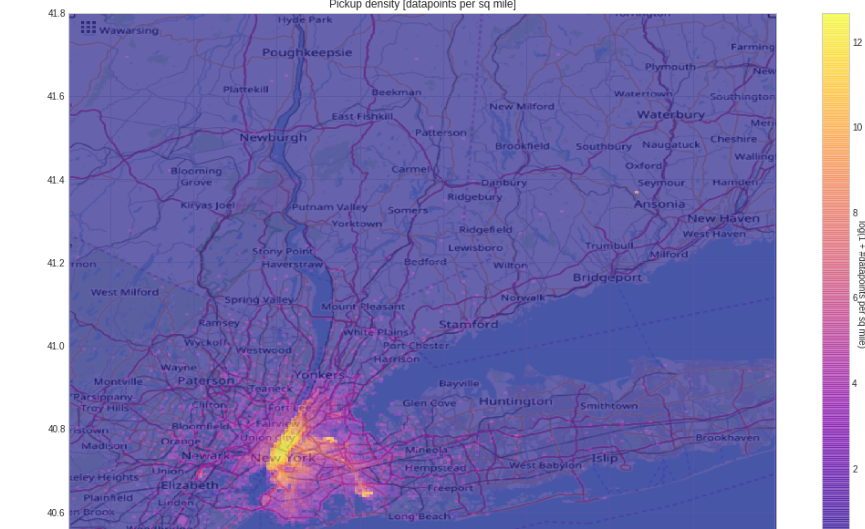 Pickup density [datapoints per sq mile]
41.8
41.6
41.4
41.2
41.0
40.8
40.6
Hyde Park
Wawarsing
Poughkeepsie
Farming
Plymouth
New
Plattekill
Beekman
Watertown
Southington
New Milford
East Fishkill
Waterbury
Meri
Newburgh
Patterson
Cheshire
Brookfield
Southbury
Naugatuck
Walling
Blooming
Grove
Carmel
Oxford
Danbury
Seymour
Hamden
Ridgebury
Kiryas Joel
Putnam Valley
Somers
Ansonia
Yorktown
New Haven
Ridgefield
West Haven
Stony Point
Lewisboro
Trumbull
Milford
rnon
Haverstraw
Bedford
Wilton
Bridgeport
West Milford
Spring Valley
Norwalk
Mount Pleasant
Ramsey
Stamford
White Plains
Wyckoff
Port Chester
Westwood
Harrison
Wayne
Yonkers
Montville
Paterson
Teaneck
Bayville
Parsippany
Troy Hills
Clifton
Fort Lee
Glen Cove
Huntington
Smithtown
Bloomfield
Fairview
ristown
Orange
Union City
Brookhaven
Madison
Newark
New York
Mineola
Islip
Union
Hempstead
West Babylon
eley Heights
Elizabeth
Freeport
Plainfield
Linden
en Brook
Long Beach
12
10
8
6
4
2
log(1 + #datapoints per sq mile)